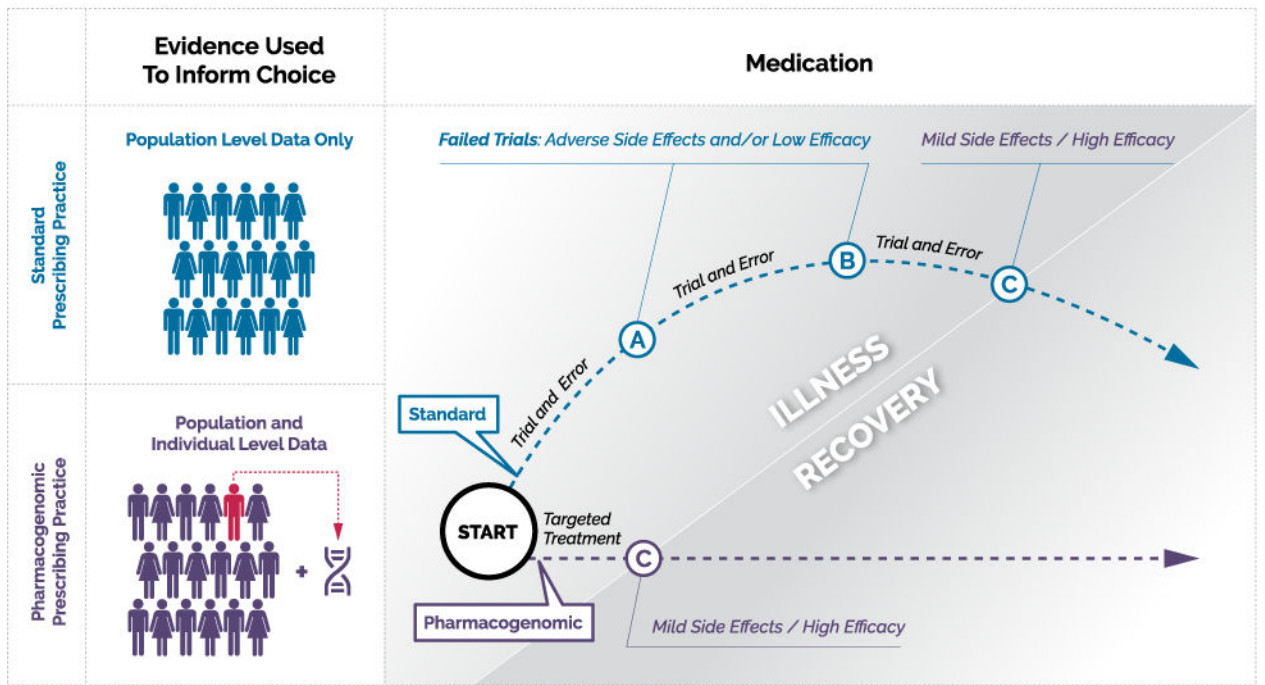 Evidence Used
To Inform Choice
Medication
Standard
Prescribing Practice
Population Level Data Only
Failed Trials: Adverse Side Effects and/or Low Efficacy
Mild Side Effects / High Efficacy
Trial and Error
A
Trial and Error
B
Trial and Error
C
ILLNESS
RECOVERY
Standard
Pharmacogenomic
Prescribing Practice
Population and
Individual Level Data
+
START
Targeted
Treatment
C
Pharmacogenomic
Mild Side Effects / High Efficacy